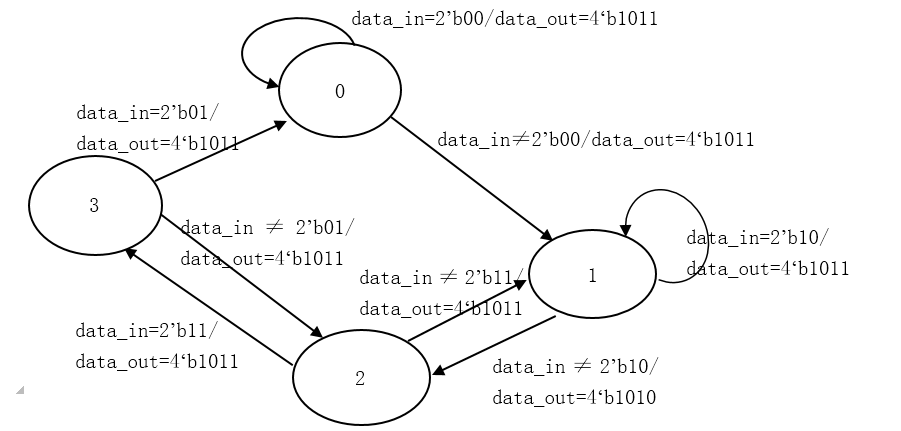 data_in=2’b00/data_out=4‘b1011
0
data_in=2’b01/
data_out=4‘b1011
data_in≠2’b00/data_out=4‘b1011
3
data_in ≠ 2’b01/
data_out=4‘b1011
data_in=2’b10/
data_out=4‘b1011
data_in ≠ 2’b11/
data_out=4‘b1011
1
data_in=2’b11/
data_out=4‘b1011
2
data_in ≠ 2’b10/
data_out=4‘b1010